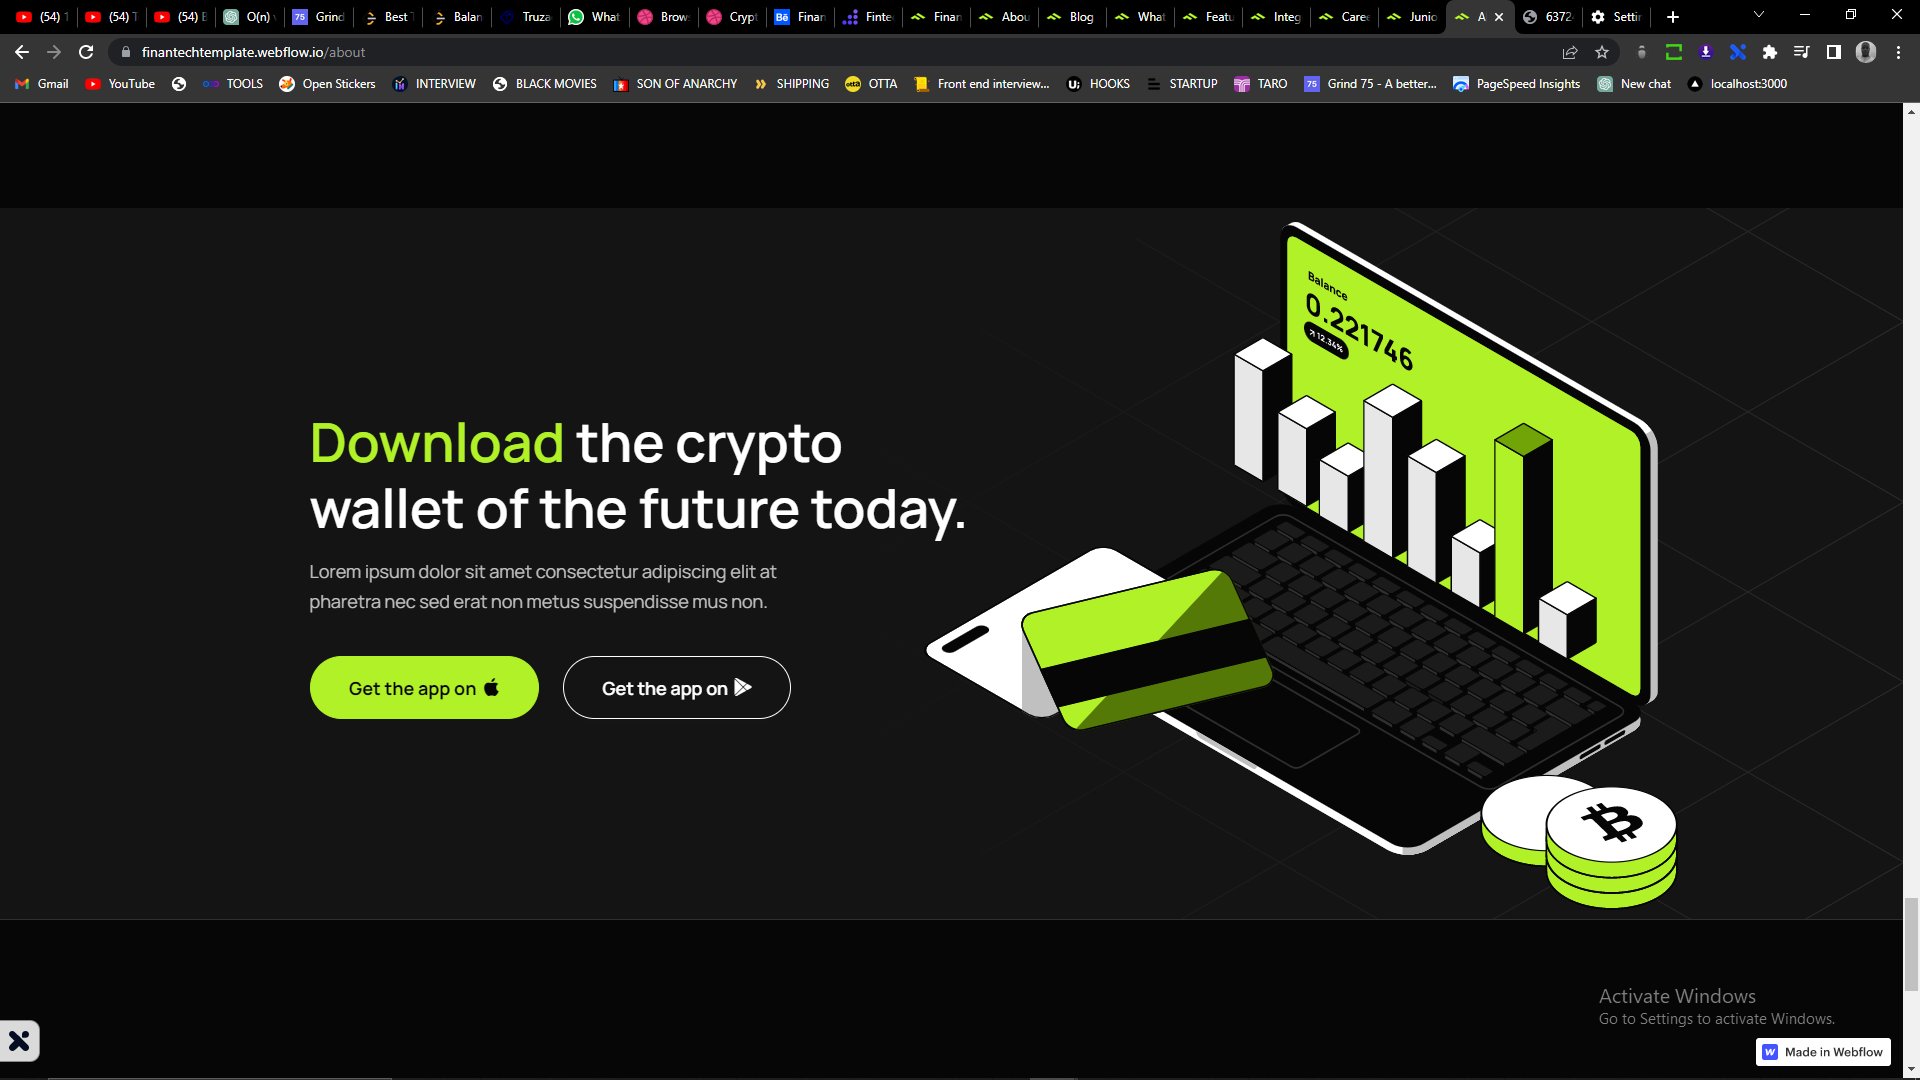 (54)
(54)
(54)
O(n)
Grind
Best
Balan
Truza
What
Brow
Crypt
Finan
Finte
Finan
Abou
Blog
What
Featu
Integ
Caree
Junio
A
6372
Settin
finantechtemplate.webflow.io/about
Gmail
YouTube
TOOLS
Open Stickers
INTERVIEW
BLACK MOVIES
SON OF ANARCHY
SHIPPING
OTTA
Front end interview...
HOOKS
STARTUP
TARO
Grind 75 - A better...
PageSpeed Insights
New chat
localhost:3000
Balance
0.221746
12.34%
Download the crypto
wallet of the future today.
Lorem ipsum dolor sit amet consectetur adipiscing elit at
pharetra nec sed erat non metus suspendisse mus non.
Get the app on
Get the app on
Activate Windows
Go to Settings to activate Windows.
Made in Webflow